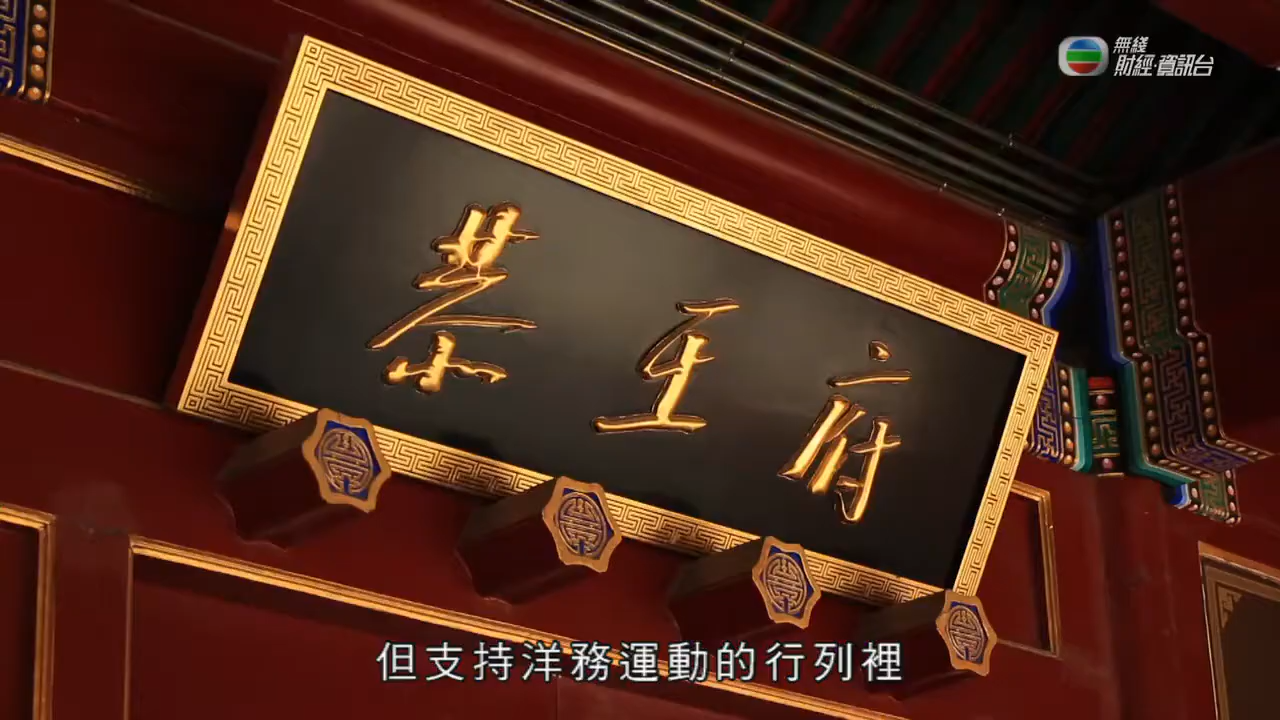 無綫
財經·資訊台
恭王府
但支持洋務運動的行列裡